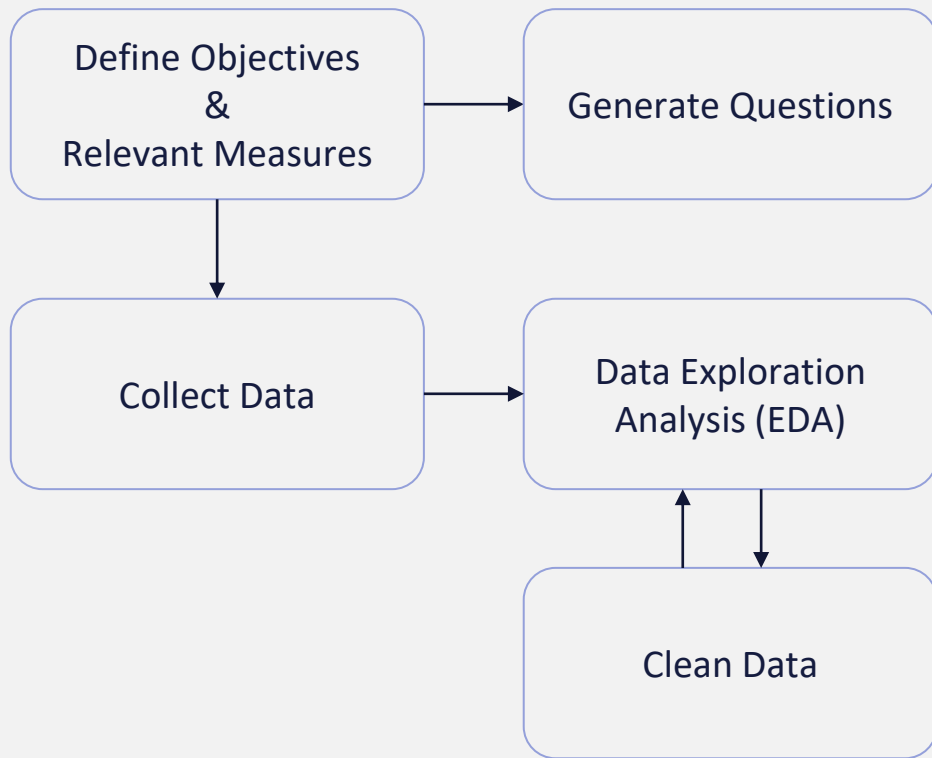 Define Objectives
&
Relevant Measures
Generate Questions
Collect Data
Data Exploration
Analysis (EDA)
Clean Data